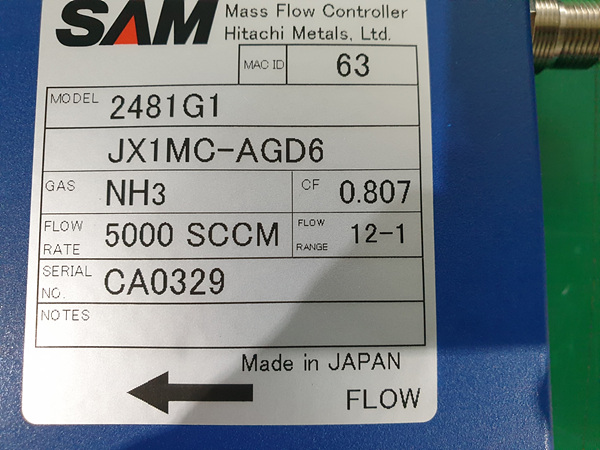 SAM
Mass Flow Controller
Hitachi Metals, Ltd.
MAC ID 63
MODEL 2481G1
JX1MC-AGD6
GAS NH3 CF 0.807
FLOW RATE 5000 SCCM FLOW RANGE 12-1
SERIAL NO. CA0329
NOTES
Made in JAPAN
FLOW